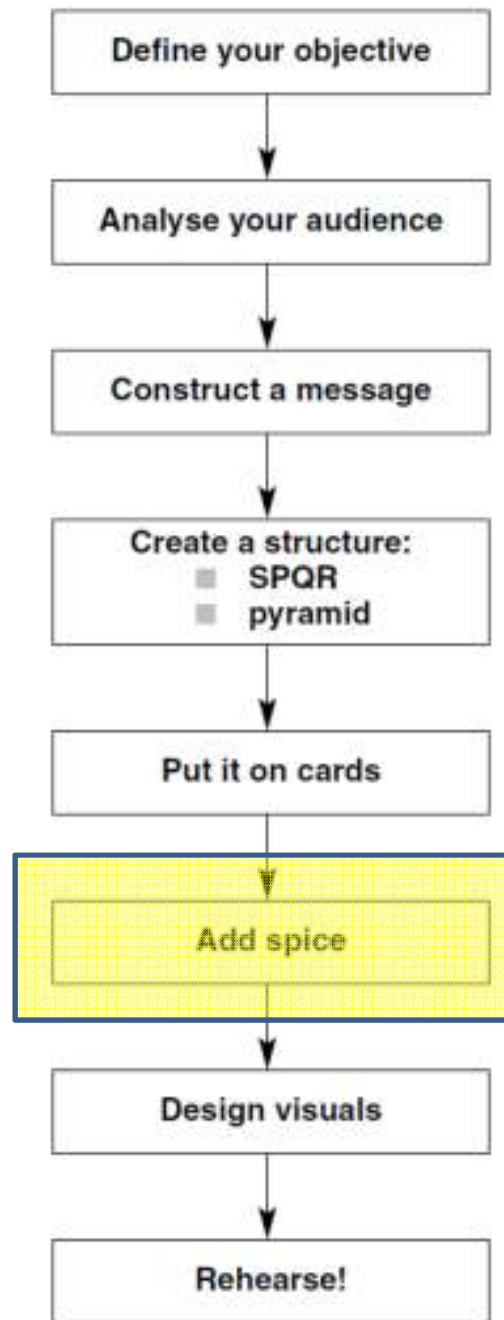 Define your objective
Analyse your audience
Construct a message
Create a structure:
SPQR
pyramid
Put it on cards
Add spice
Design visuals
Rehearse!